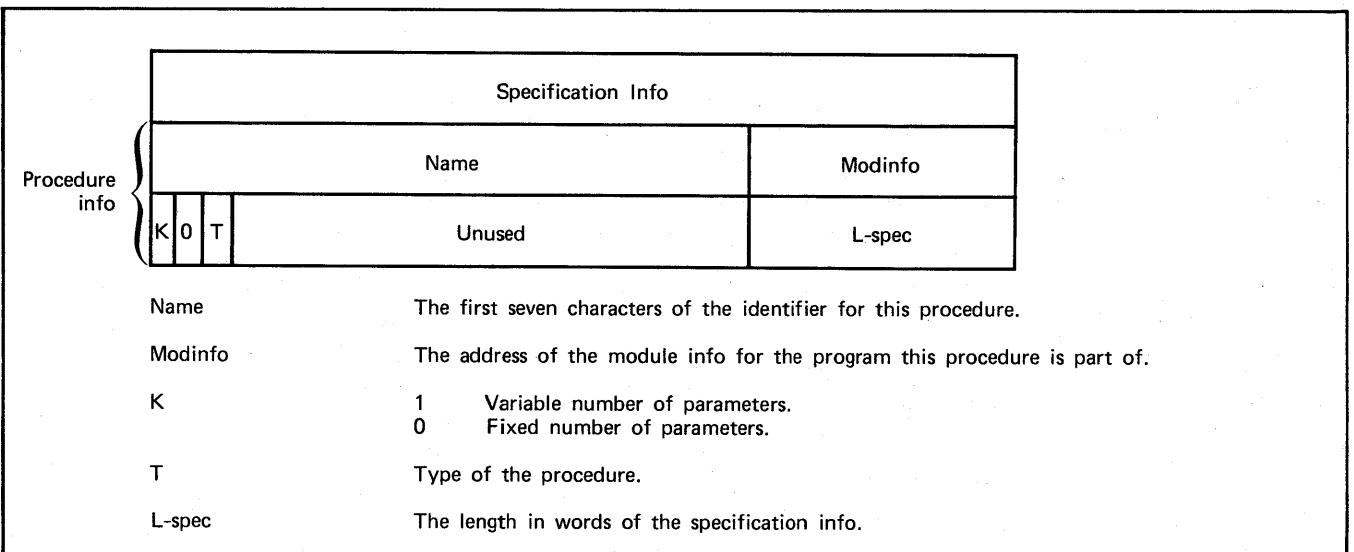 Specification Info
Procedure
info
Name Modinfo
K 0 T Unused L-spec
Name The first seven characters of the identifier for this procedure.
Modinfo The address of the module info for the program this procedure is part of.
K 1 Variable number of parameters.
0 Fixed number of parameters.
T Type of the procedure.
L-spec The length in words of the specification info.